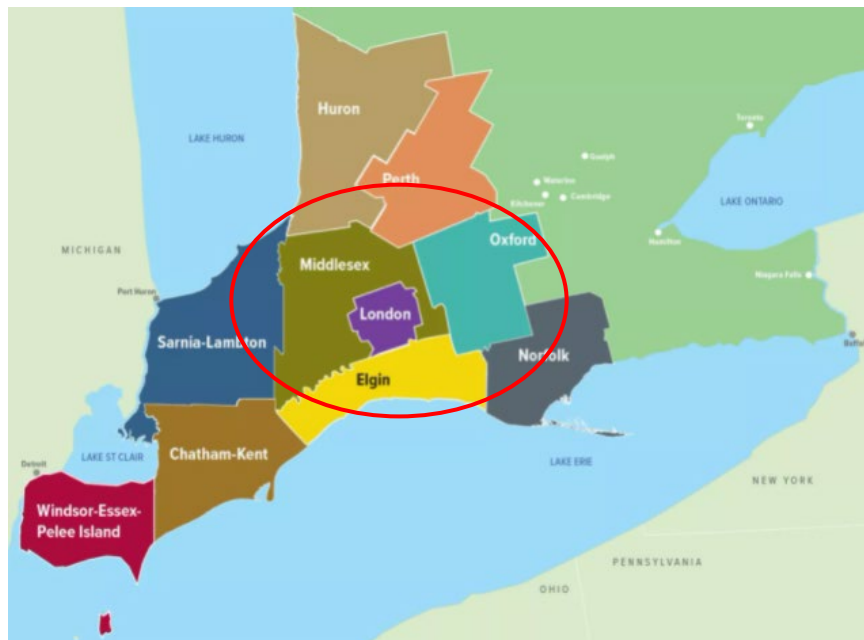 Huron
LAKE HURON
Toronto
Guelph
Perth
Waterloo
Kitchener
Cambridge
LAKE ONTARIO
Oxford
Hamilton
MICHIGAN
Middlesex
Niagara Falls
Port Huron
London
Sarnia-Lambton
Norfolk
Elgin
Chatham-Kent
LAKE ST CLAIR
LAKE ERIE
Detroit
NEW YORK
Windsor-Essex-
Pelee Island
PENNSYLVANIA
OHIO